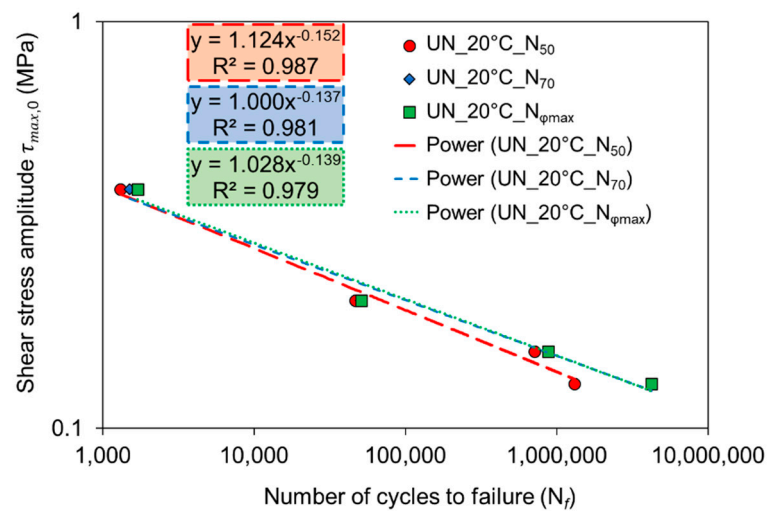 1
y = 1.124x^-0.152
R² = 0.987
y = 1.000x^-0.137
R² = 0.981
y = 1.028x^-0.139
R² = 0.979
UN_20°C_N50
UN_20°C_N70
UN_20°C_Nφmax
Power (UN_20°C_N50)
Power (UN_20°C_N70)
Power (UN_20°C_Nφmax)
Shear stress amplitude τmax,0 (MPa)
0.1
1,000
10,000
100,000
1,000,000
10,000,000
Number of cycles to failure (Nf)